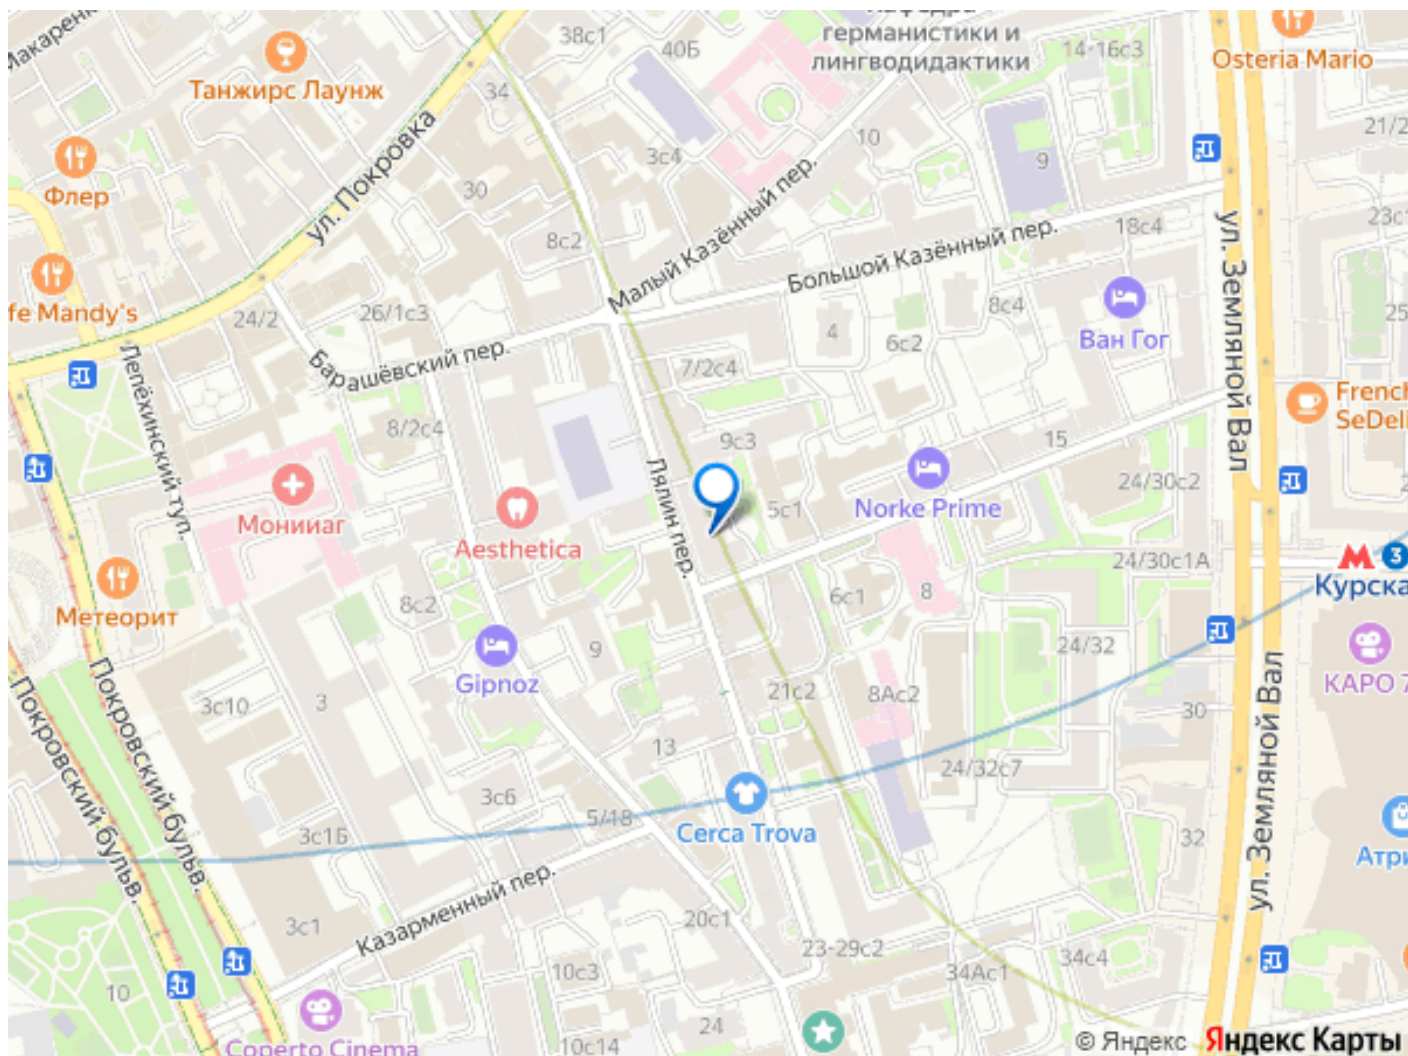 Макарен
Танжирс Лаунж
38с1
40Б
германистики и
лингводидактики
14-16с3
Osteria Mario
34
10
21/2
3с4
9
Флер
30
ул. Покровка
Малый Казённый пер.
8с2
18с4
23с1
Большой Казённый пер.
ул. Земляной Вал
fe Mandy's
24/2
26/1с3
8с4
25
4
6с2
Ван Гог
Барашёвский пер.
Лепёхинский туп.
7/2с4
French
SeDeli
8/2с4
9с3
15
24/30с2
Мониаг
Aesthetica
Лялин пер.
5с1
Norke Prime
24/30с1А
3
Курска
Метеорит
8с2
6с1
8
9
24/32
Gipnoz
21с2
8Ас2
КАРО 7
3с10
3
30
Покровский бульв.
Покровский бульв.
13
24/32с7
3с6
5/18
3с1Б
Cerca Trova
32
ул. Земляной Вал
Атри
Казарменный пер.
3с1
20с1
23-29с2
34Ас1
34с4
10
10с3
24
Coperto Cinema
10с14
© Яндекс Яндекс Карты